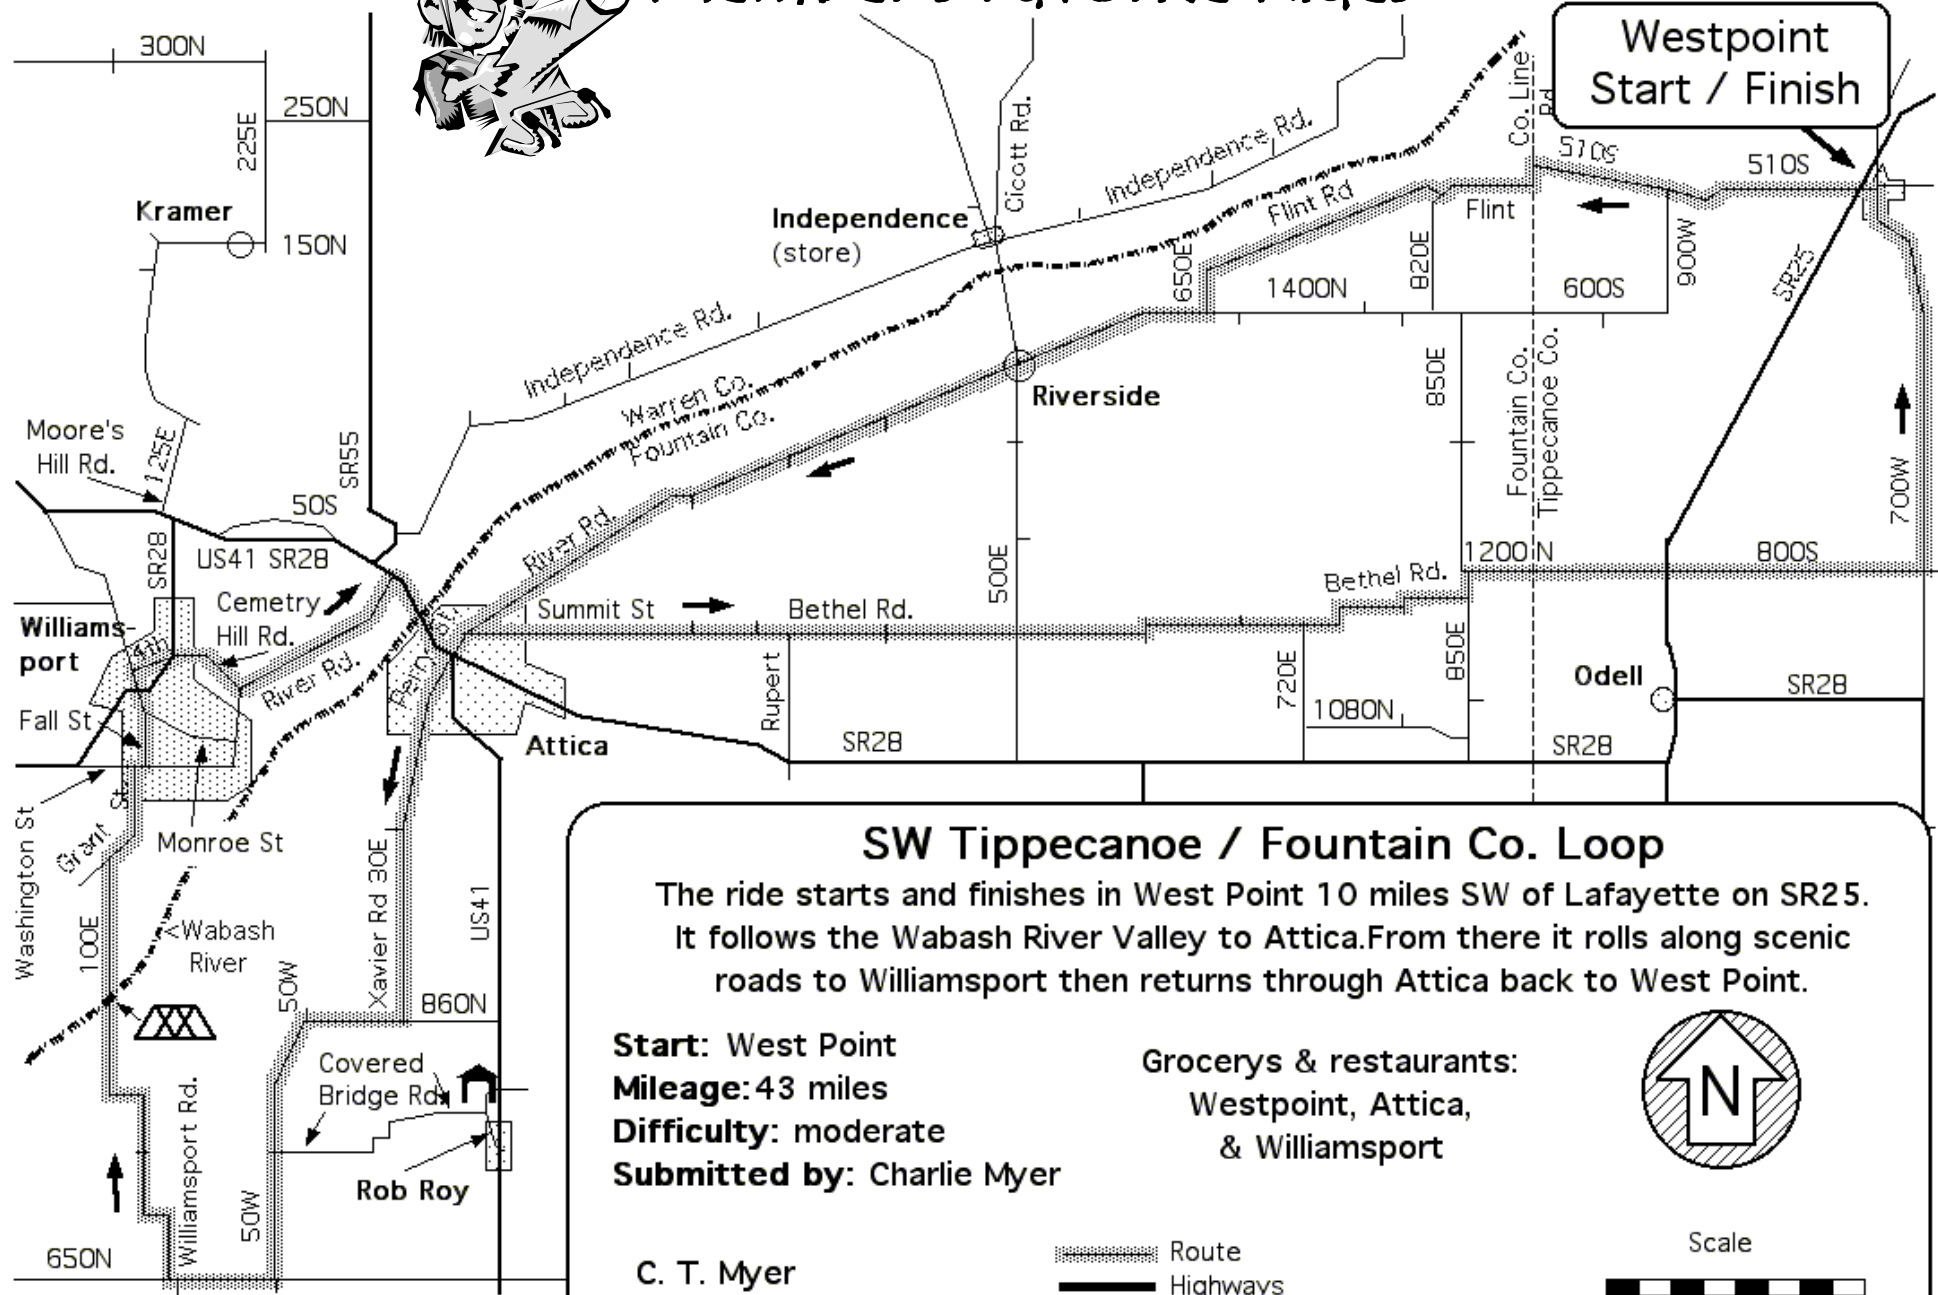 Member's Favorite Rides
Westpoint
Start / Finish
300N
250N
225E
Kramer
150N
Co. Line
Rd
Cicott Rd.
Independence Rd.
510S
510S
Independence
(store)
Flint Rd
Flint
650E
820E
900W
SR25
1400N
600S
Independence Rd.
Warren Co.
Fountain Co.
Riverside
850E
Fountain Co.
Tippecanoe Co.
Moore's
Hill Rd.
125E
SR55
50S
700W
US41 SR28
SR28
River Rd.
500E
1200 N
800S
Bethel Rd.
Cemetry
Hill Rd.
Summit St
Bethel Rd.
Williams-
port
4th
St.
Perry
River Rd.
Rupert
720E
850E
Odell
SR28
Fall St
1080N
Attica
SR28
SR28
Washington St
St
Grant
Monroe St
SW Tippecanoe / Fountain Co. Loop
The ride starts and finishes in West Point 10 miles SW of Lafayette on SR25.
It follows the Wabash River Valley to Attica.From there it rolls along scenic
roads to Williamsport then returns through Attica back to West Point.
Xavier Rd 30E
US41
100E
<Wabash
River
50W
860N
Start: West Point
Mileage:43 miles
Difficulty: moderate
Submitted by: Charlie Myer
Grocerys & restaurants:
Westpoint, Attica,
& Williamsport
N
Covered
Bridge Rd.
Williamsport Rd.
Rob Roy
50W
650N
C. T. Myer
Route
Highways
Scale